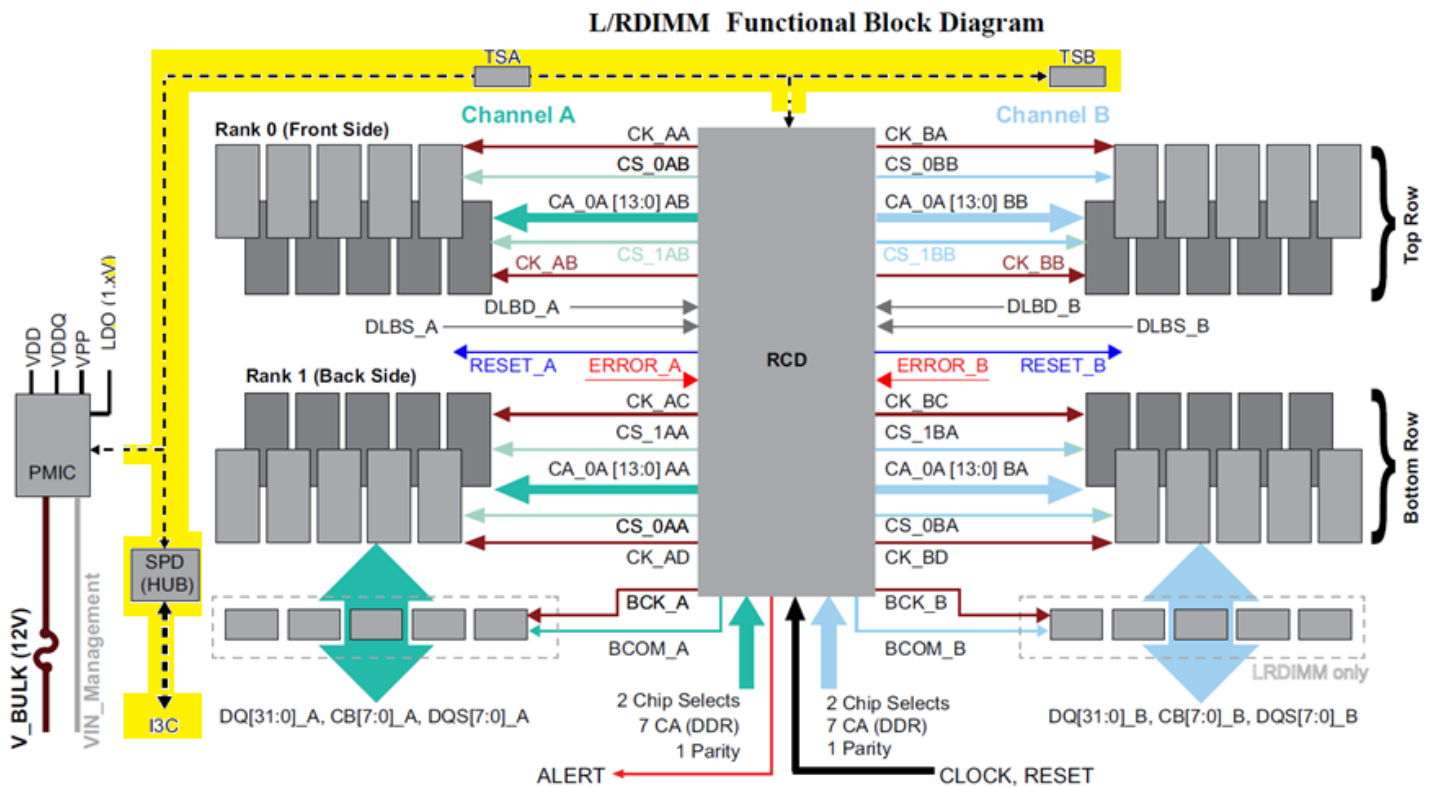 L/RDIMM Functional Block Diagram
TSA
TSB
Channel A
Channel B
Rank 0 (Front Side)
CK_AA
CS_0AB
CA_0A [13:0] AB
CS_1AB
CK_AB
DLBD_A
DLBS_A
RESET_A
ERROR_A
CK_BA
CS_0BB
CA_0A [13:0] BB
CS_1BB
CK_BB
DLBD_B
DLBS_B
ERROR_B
RESET_B
RCD
Top Row
Rank 1 (Back Side)
CK_AC
CS_1AA
CA_0A [13:0] AA
CS_0AA
CK_AD
BCK_A
BCOM_A
CK_BC
CS_1BA
CA_0A [13:0] BA
CS_0BA
CK_BD
BCK_B
BCOM_B
Bottom Row
LRDIMM only
VDD
VDDQ
VPP
LDO (1.xV)
PMIC
V_BULK (12V)
VIN_Management
SPD
(HUB)
I3C
DQ[31:0]_A, CB[7:0]_A, DQS[7:0]_A
2 Chip Selects
7 CA (DDR)
1 Parity
2 Chip Selects
7 CA (DDR)
1 Parity
DQ[31:0]_B, CB[7:0]_B, DQS[7:0]_B
ALERT
CLOCK, RESET